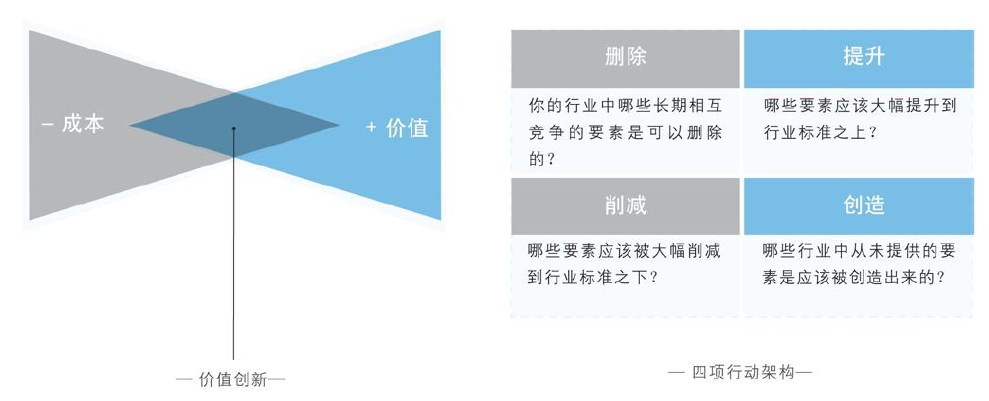 – 成本
+ 价值
— 价值创新—
删除
你的行业中哪些长期相互
竞争的要素是可以删除
的?
提升
哪些要素应该大幅提升到
行业标准之上?
削减
哪些要素应该被大幅削减
到行业标准之下?
创造
哪些行业中从未提供的要
素是应该被创造出来的?
— 四项行动架构—